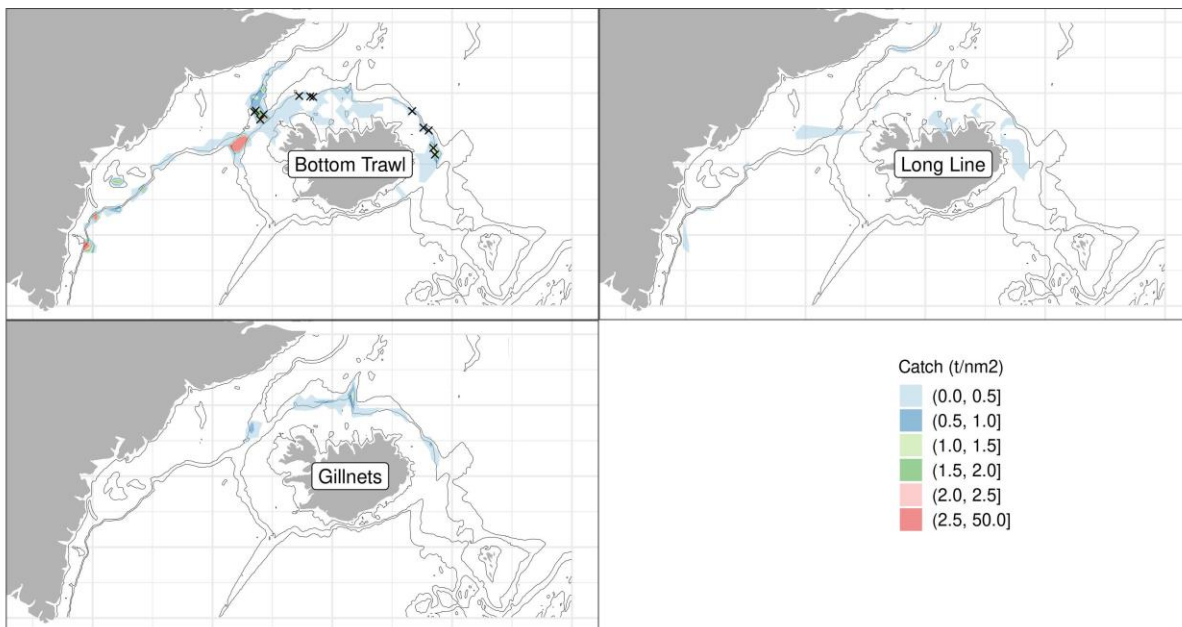 Bottom Trawl
Long Line
Gillnets
Catch (t/nm2)
(0.0, 0.5]
(0.5, 1.0]
(1.0, 1.5]
(1.5, 2.0]
(2.0, 2.5]
(2.5, 50.0]